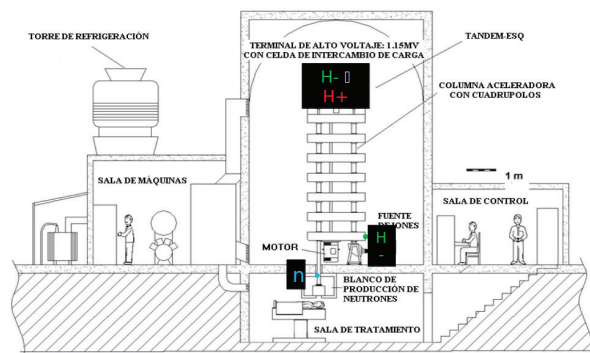 TORRE DE REFRIGERACIÓN
TERMINAL DE ALTO VOLTAJE: 1.15MV
CON CELDA DE INTERCAMBIO DE CARGA
TANDEM-ESQ
H- ▯
H+
COLUMNA ACELERADORA
CON CUADRUPOLOS
1 m
SALA DE MÁQUINAS
SALA DE CONTROL
FUENTE
DE IONES
H
-
MOTOR
n
BLANCO DE
PRODUCCIÓN DE
NEUTRONES
SALA DE TRATAMIENTO